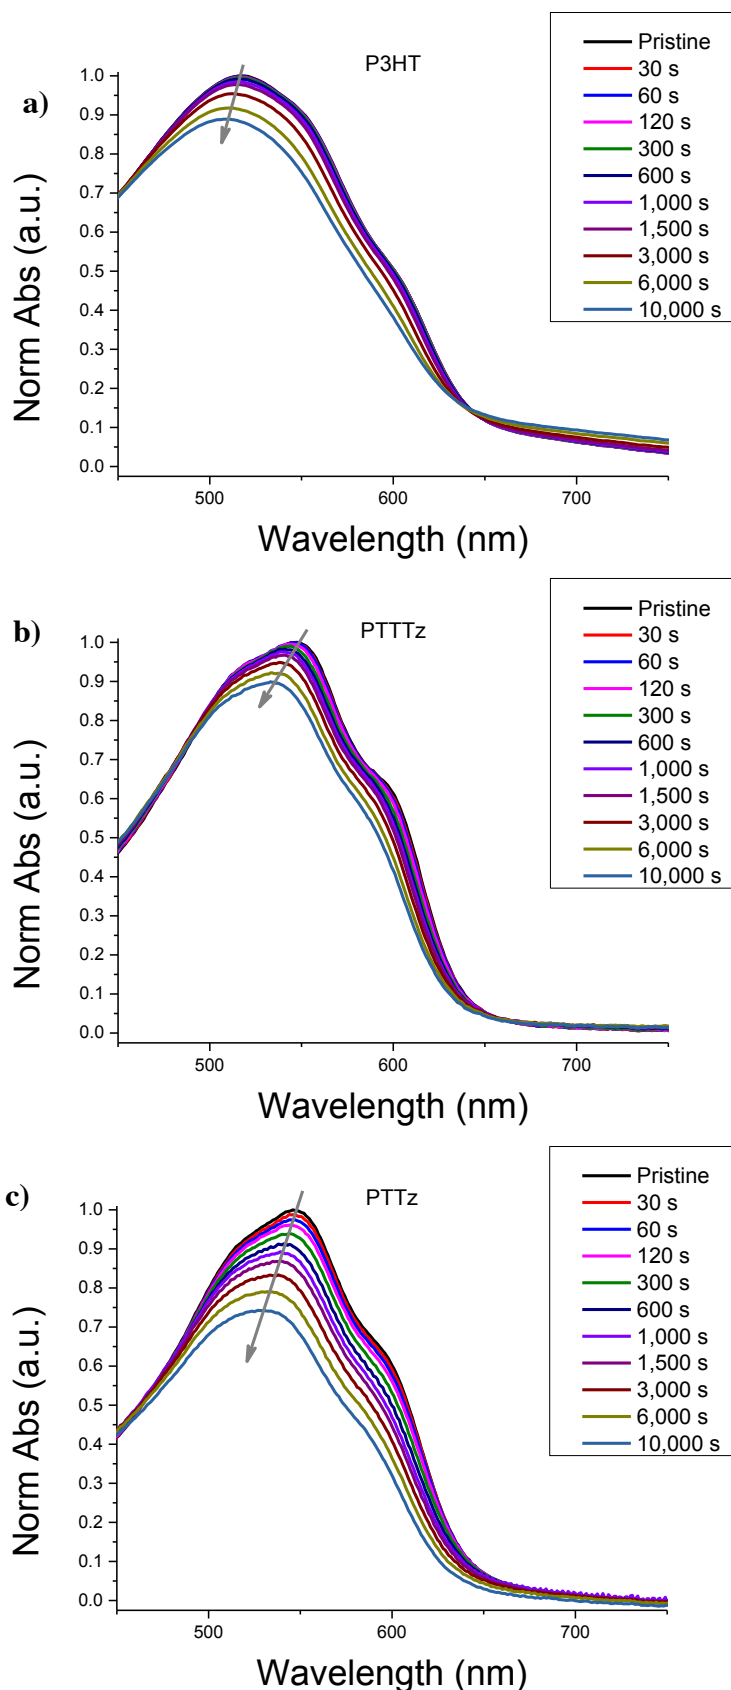 a)
P3HT
Pristine
30 s
60 s
120 s
300 s
600 s
1,000 s
1,500 s
3,000 s
6,000 s
10,000 s
Norm Abs (a.u.)
1.0
0.9
0.8
0.7
0.6
0.5
0.4
0.3
0.2
0.1
0.0
500
600
700
Wavelength (nm)
b)
PTTTz
Pristine
30 s
60 s
120 s
300 s
600 s
1,000 s
1,500 s
3,000 s
6,000 s
10,000 s
Norm Abs (a.u.)
1.0
0.9
0.8
0.7
0.6
0.5
0.4
0.3
0.2
0.1
0.0
500
600
700
Wavelength (nm)
c)
PTTz
Pristine
30 s
60 s
120 s
300 s
600 s
1,000 s
1,500 s
3,000 s
6,000 s
10,000 s
Norm Abs (a.u.)
1.0
0.9
0.8
0.7
0.6
0.5
0.4
0.3
0.2
0.1
0.0
500
600
700
Wavelength (nm)